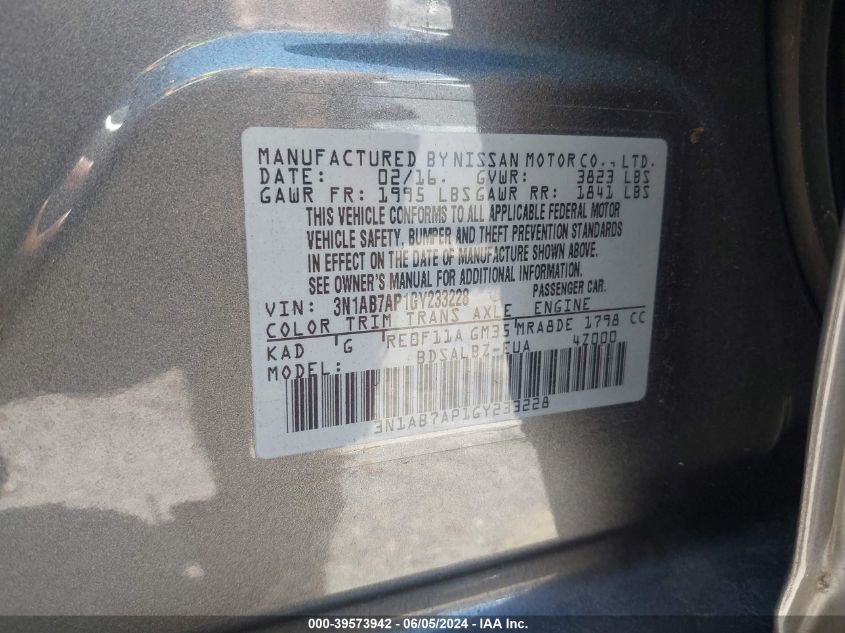 MANUFACTURED BY NISSAN MOTOR CO., LTD.
DATE: 02/16. GVWR: 3823 LBS
GAWR FR: 1995 LBS GAWR RR: 1841 LBS
THIS VEHICLE CONFORMS TO ALL APPLICABLE FEDERAL MOTOR
VEHICLE SAFETY, BUMPER AND THEFT PREVENTION STANDARDS
IN EFFECT ON THE DATE OF MANUFACTURE SHOWN ABOVE.
SEE OWNER'S MANUAL FOR ADDITIONAL INFORMATION.
VIN: 3N1AB7AP1GY233228 PASSENGER CAR.
COLOR TRIM TRANS AXLE ENGINE
KAD G RE0F11A GM35 MRA8DE 1798 CC
MODEL: BDSALBZ-EUA 4Z000
3N1AB7AP1GY233228
000-39573942 - 06/05/2024 - IAAI.com